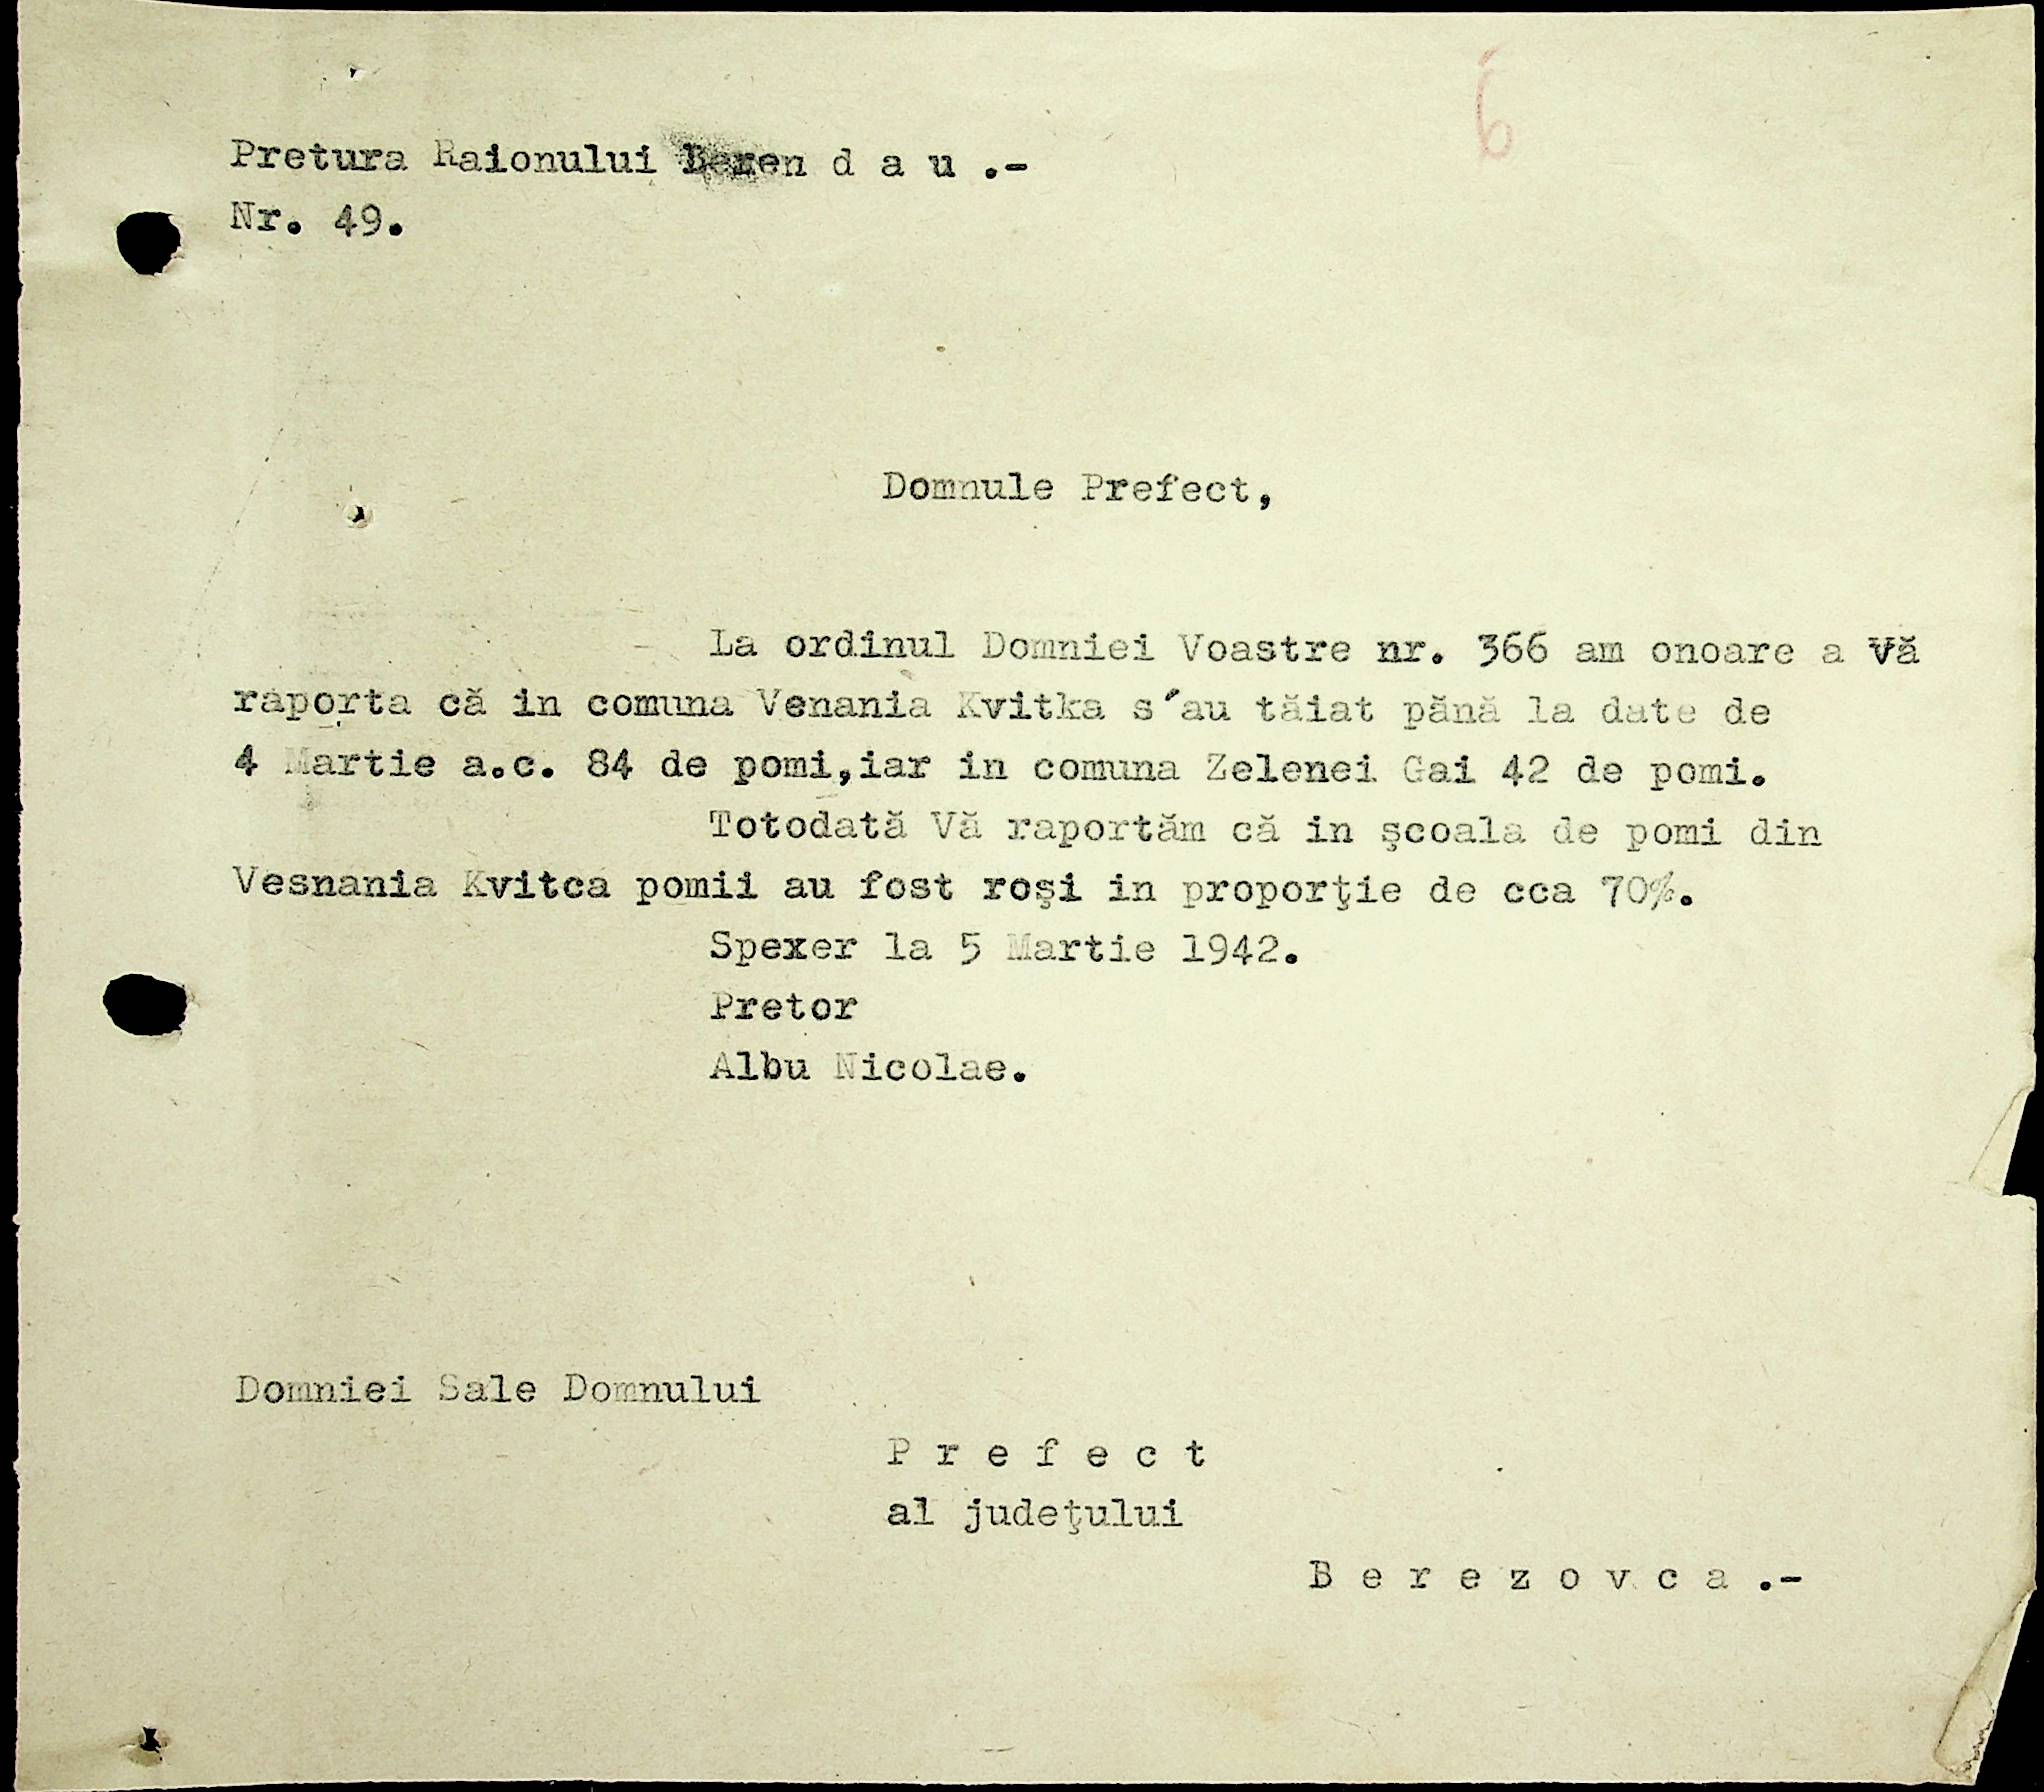 6
Pretura Raionului Beren d a u .-
Nr. 49.
Domnule Prefect,
La ordinul Domniei Voastre nr. 366 am onoare a Vă
raporta că in comuna Venania Kvitka s´au tăiat pănă la date de
4 Martie a.c. 84 de pomi,iar in comuna Zelenei Gai 42 de pomi.
Totodată Vă raportăm că in şcoala de pomi din
Vesnania Kvitca pomii au fost roşi in proporţie de cca 70%.
Spexer la 5 Martie 1942.
Pretor
Albu Nicolae.
Domniei Sale Domnului
P r e f e c t
al judeţului
B e r e z o v c a .-